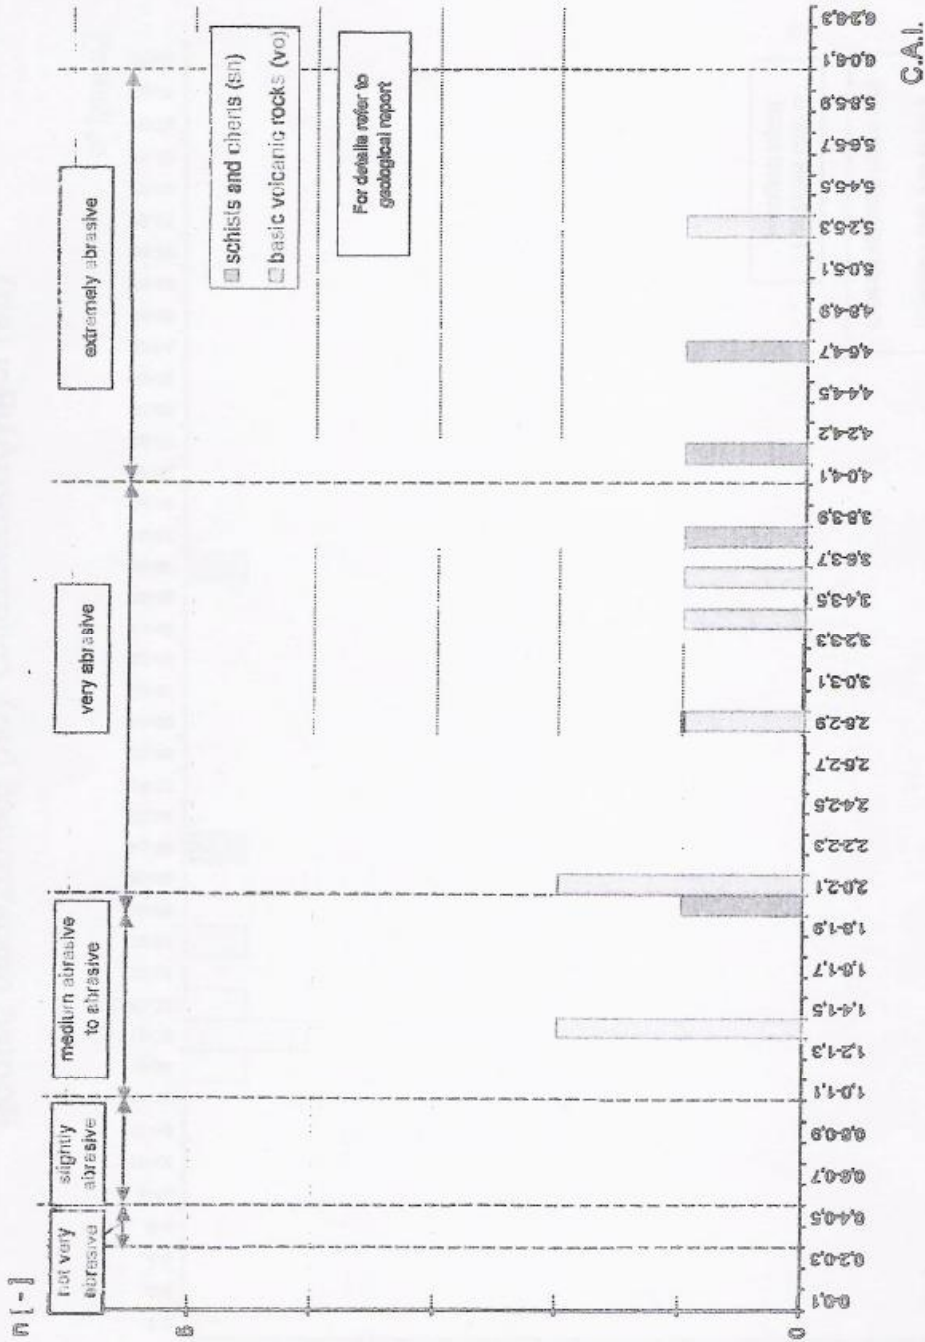 n [-]
not very
abrasive
slightly
abrasive
medium abrasive
to abrasive
very abrasive
extremely abrasive
schists and cherts (sn)
basic volcanic rocks (vo)
For details refer to
geological report
0
0-0,1
0,2-0,3
0,4-0,5
0,6-0,7
0,8-0,9
1,0-1,1
1,2-1,3
1,4-1,5
1,6-1,7
1,8-1,9
2,0-2,1
2,2-2,3
2,4-2,5
2,6-2,7
2,8-2,9
3,0-3,1
3,2-3,3
3,4-3,5
3,6-3,7
3,8-3,9
4,0-4,1
4,2-4,2
4,4-4,5
4,6-4,7
4,8-4,9
5,0-5,1
5,2-5,3
5,4-5,5
5,6-5,7
5,8-5,9
6,0-6,1
6,2-6,3
C.A.I.